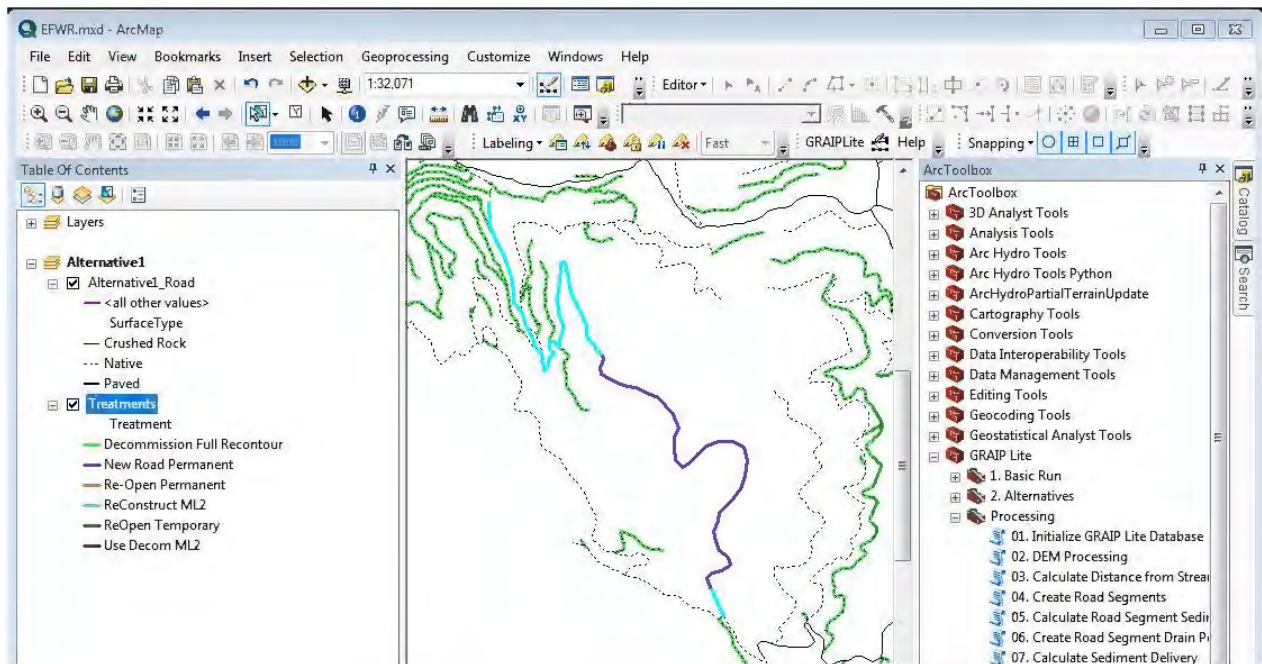 EFWR.mxd - ArcMap
File Edit View Bookmarks Insert Selection Geoprocessing Customize Windows Help
1:32,071
Editor
Labeling Fast GRAIPLite Help Snapping
Table Of Contents
Layers
Alternative1
Alternative1_Road
<all other values>
SurfaceType
Crushed Rock
Native
Paved
Treatments
Treatment
Decommission Full Recontour
New Road Permanent
Re-Open Permanent
ReConstruct ML2
ReOpen Temporary
Use Decom ML2
ArcToolbox
ArcToolbox
3D Analyst Tools
Analysis Tools
Arc Hydro Tools
Arc Hydro Tools Python
ArcHydroPartialTerrainUpdate
Cartography Tools
Conversion Tools
Data Interoperability Tools
Data Management Tools
Editing Tools
Geocoding Tools
Geostatistical Analyst Tools
GRAIP Lite
1. Basic Run
2. Alternatives
Processing
01. Initialize GRAIP Lite Database
02. DEM Processing
03. Calculate Distance from Strea
04. Create Road Segments
05. Calculate Road Segment Sedi
06. Create Road Segment Drain P
07. Calculate Sediment Delivery
Catalog
Search